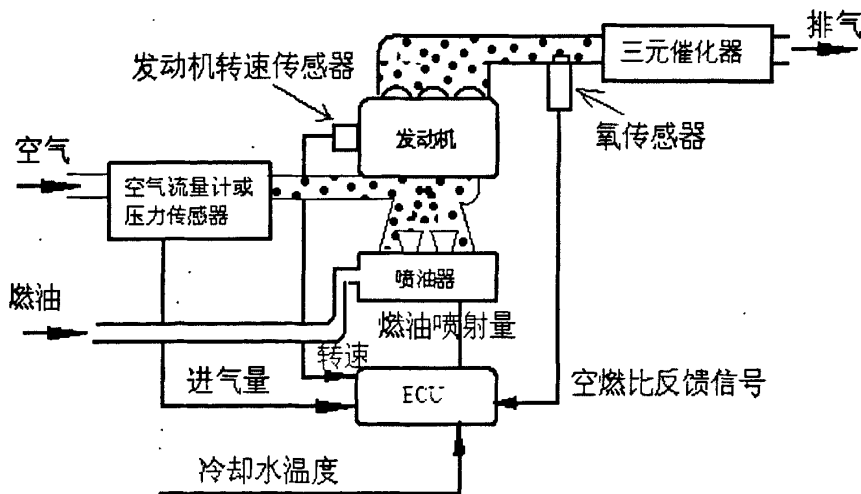 排气
三元催化器
发动机转速传感器
氧传感器
发动机
空气
空气流量计或
压力传感器
喷油器
燃油
燃油喷射量
转速
进气量
ECU
空燃比反馈信号
冷却水温度